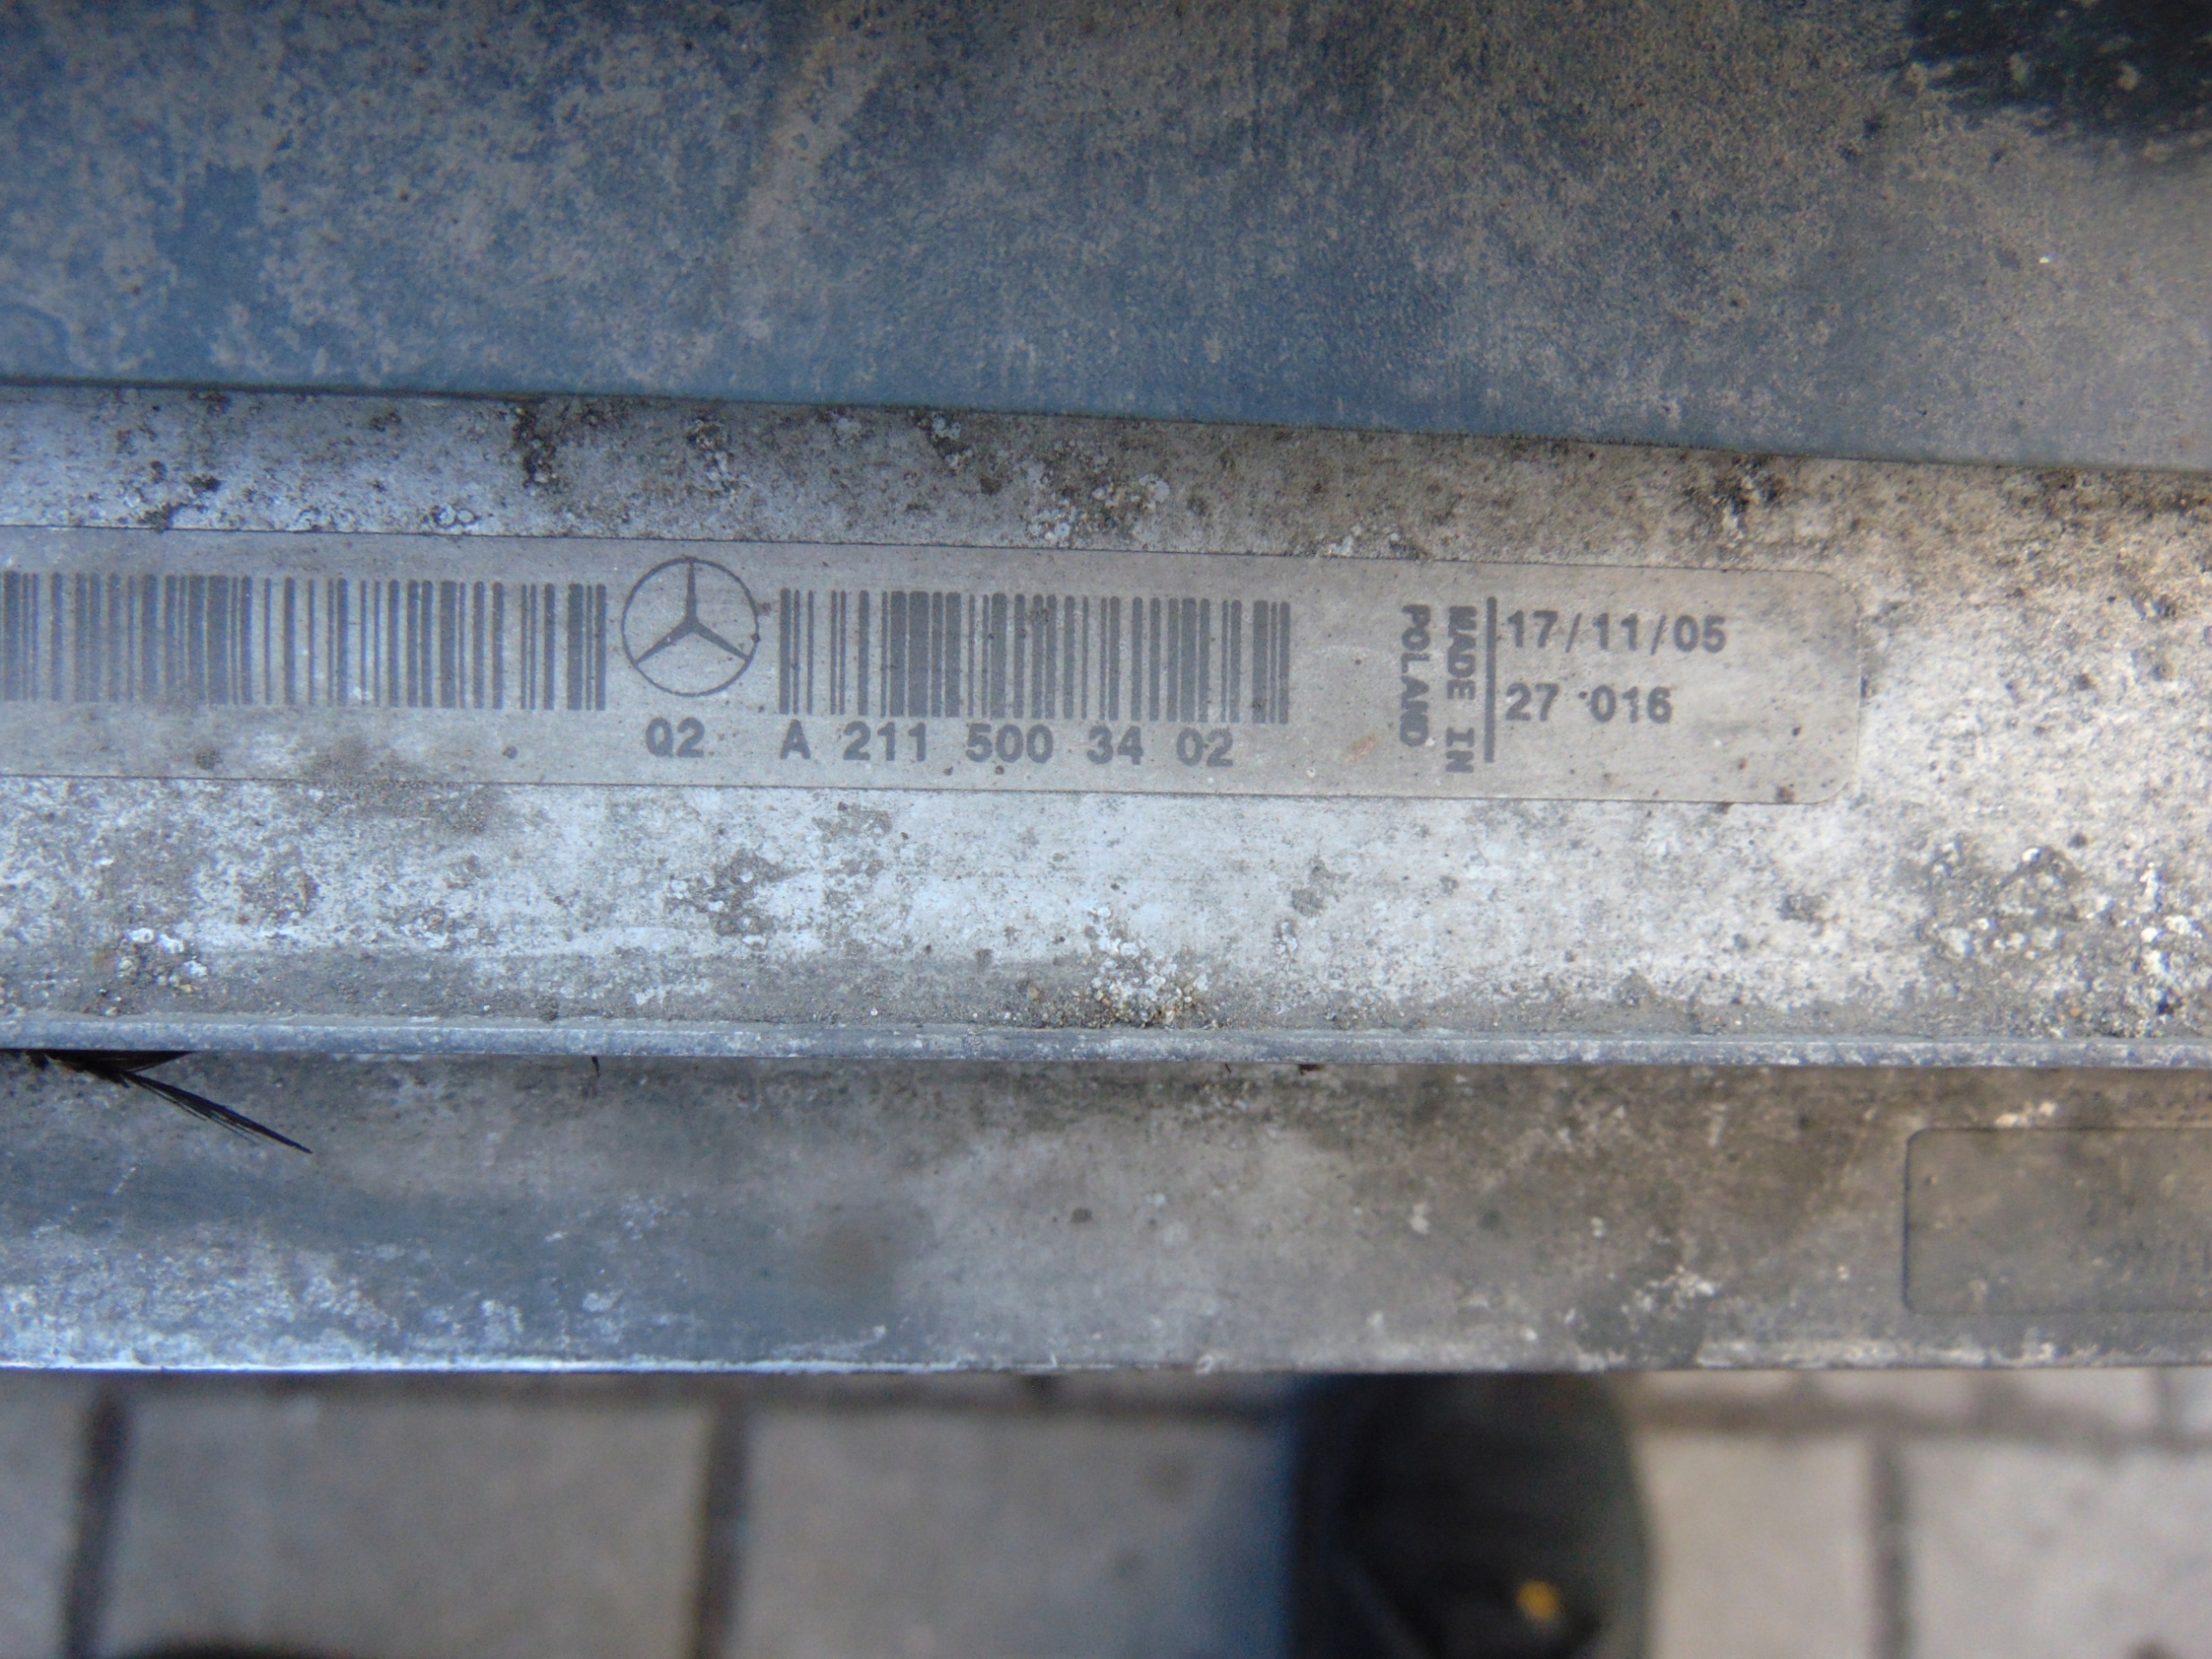 Q2 A 211 500 34 02
MADE IN
POLAND
17/11/05
27 016